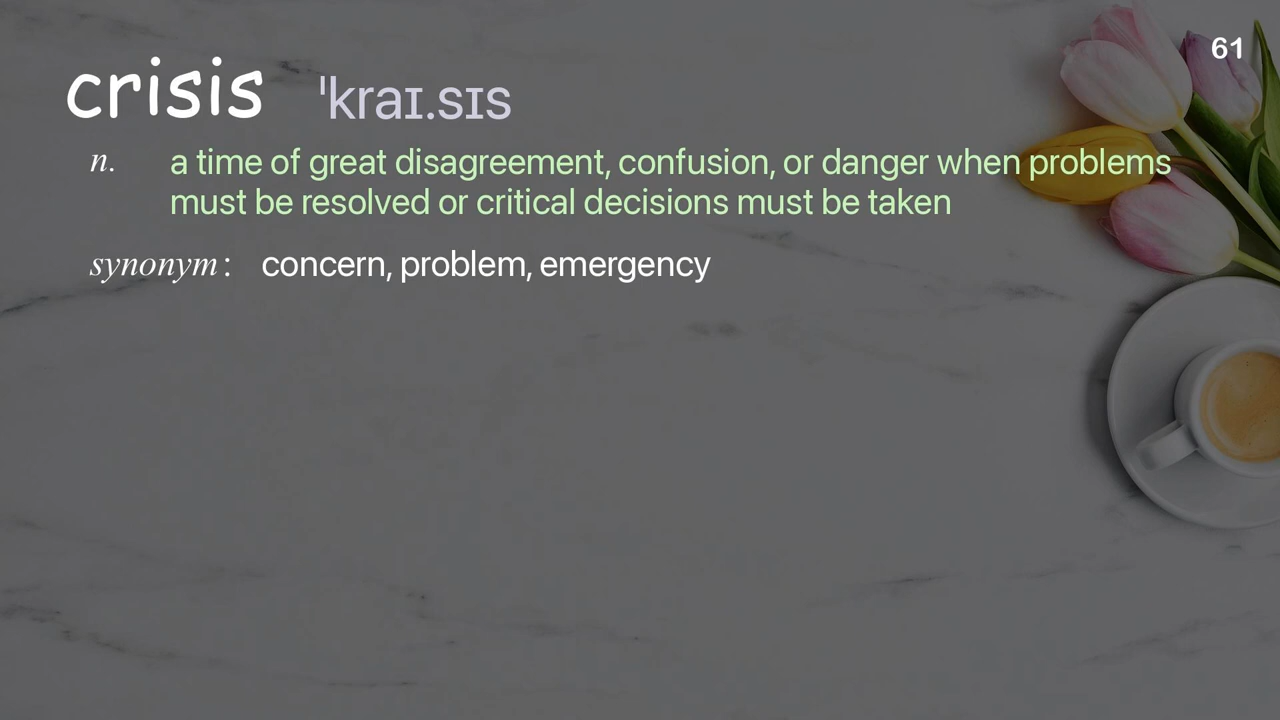 61
crisis ˈkraɪ.sɪs
n. a time of great disagreement, confusion, or danger when problems
must be resolved or critical decisions must be taken
synonym : concern, problem, emergency